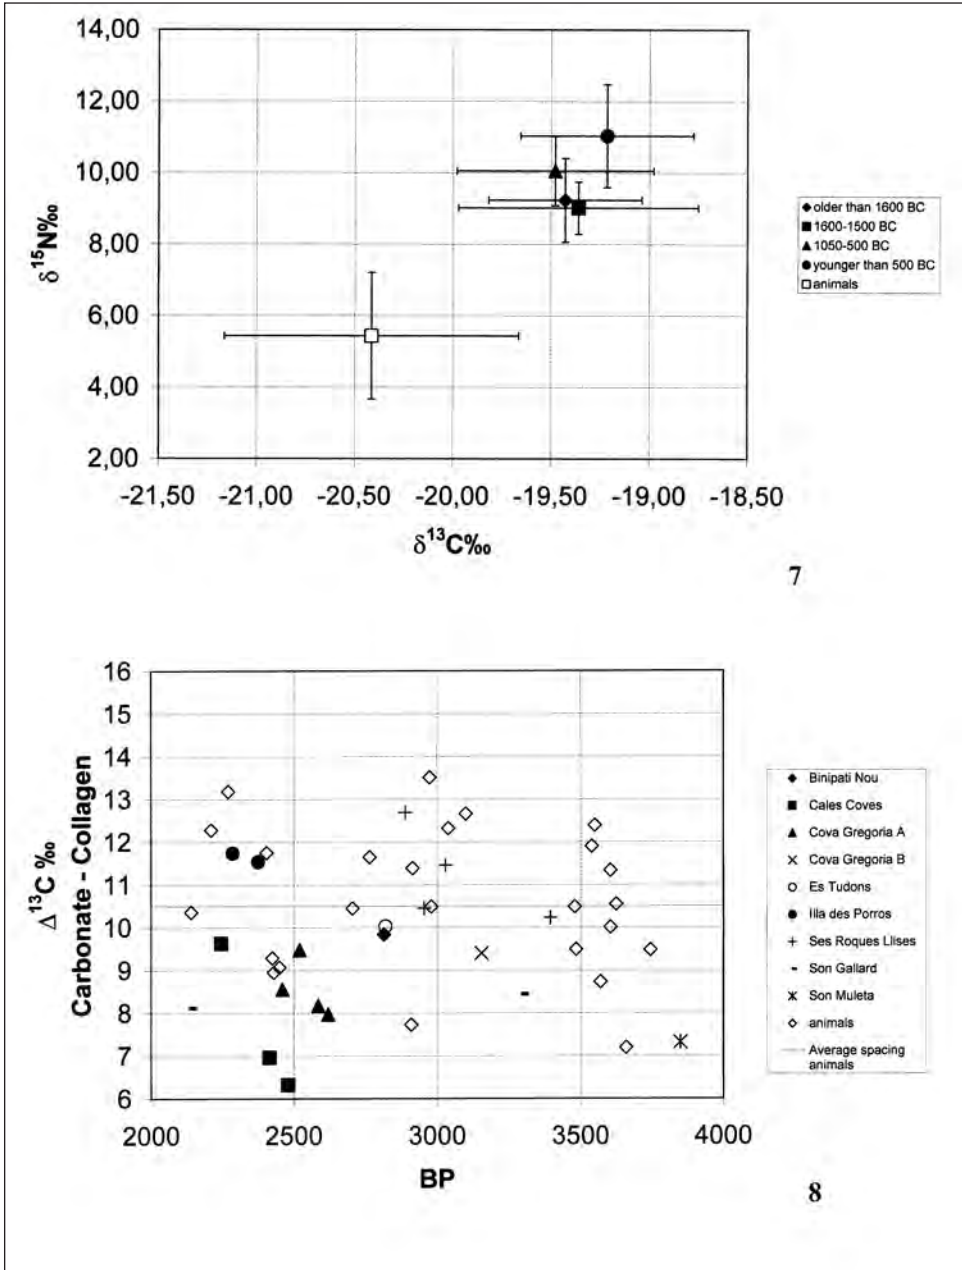 14,00
12,00
10,00
8,00
6,00
4,00
2,00
δ15N‰
-21,50 -21,00 -20,50 -20,00 -19,50 -19,00 -18,50
δ13C‰
older than 1600 BC
1600-1500 BC
1050-500 BC
younger than 500 BC
animals
7
16
15
14
13
12
11
10
9
8
7
6
Δ13C ‰
Carbonate - Collagen
2000 2500 3000 3500 4000
BP
Binipati Nou
Cales Coves
Cova Gregoria A
Cova Gregoria B
Es Tudons
Illa des Porros
Ses Roques Llises
Son Gallard
Son Muleta
animals
Average spacing
animals
8